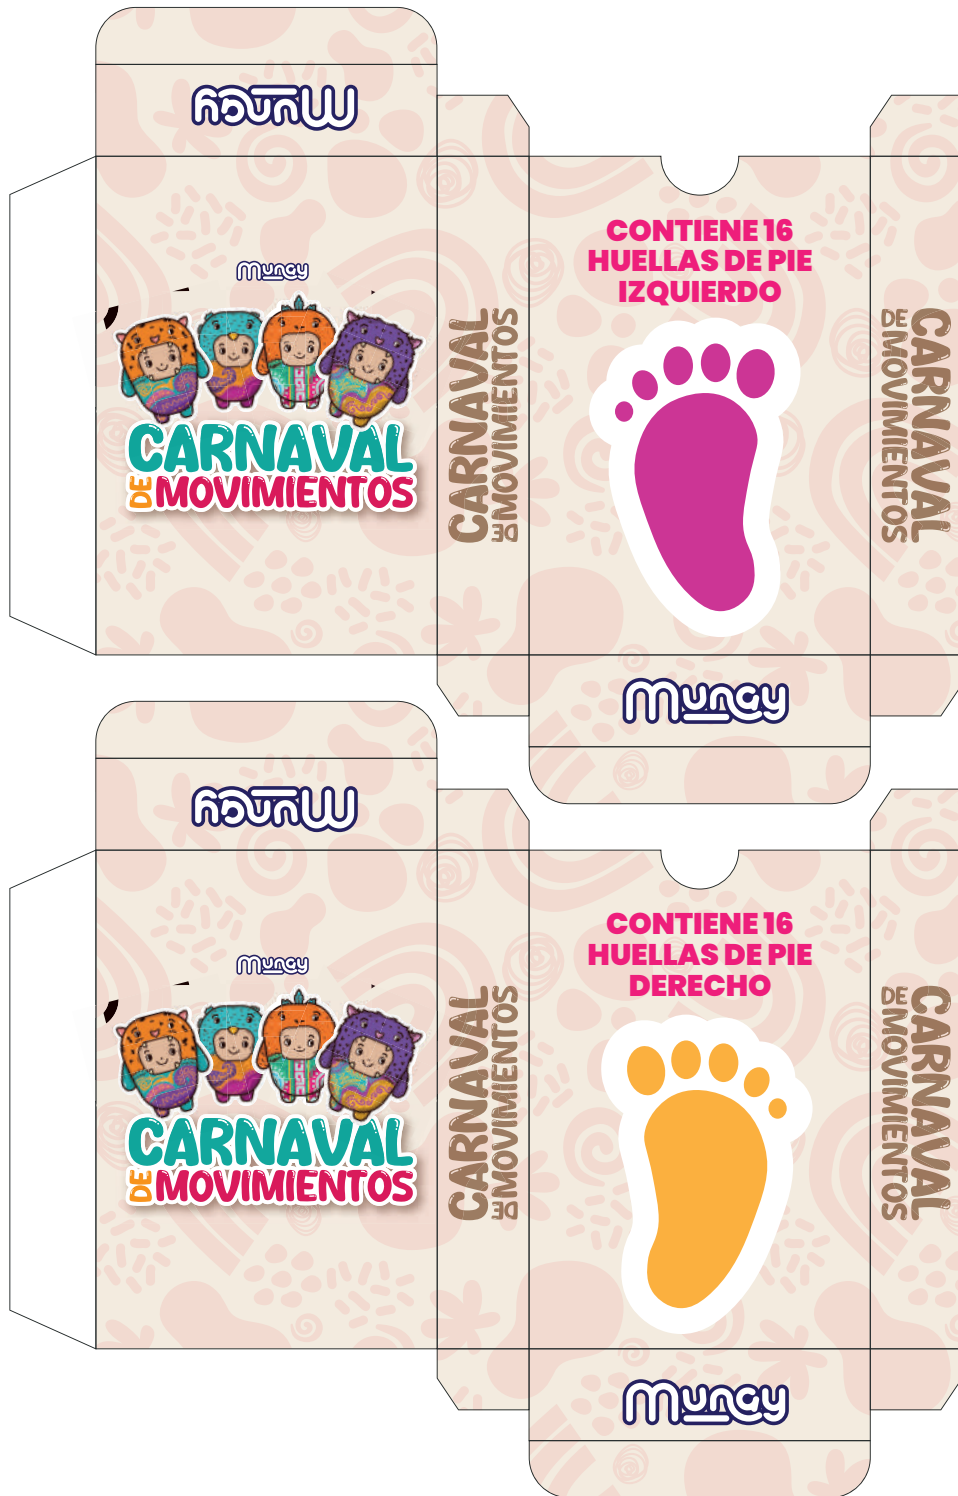 Muncy
CONTIENE 16
HUELLAS DE PIE
IZQUIERDO
Muncy
CARNAVAL
DE MOVIMIENTOS
CARNAVAL
DE MOVIMIENTOS
CARNAVAL
DE MOVIMIENTOS
Muncy
Muncy
CONTIENE 16
HUELLAS DE PIE
DERECHO
Muncy
CARNAVAL
DE MOVIMIENTOS
CARNAVAL
DE MOVIMIENTOS
CARNAVAL
DE MOVIMIENTOS
Muncy